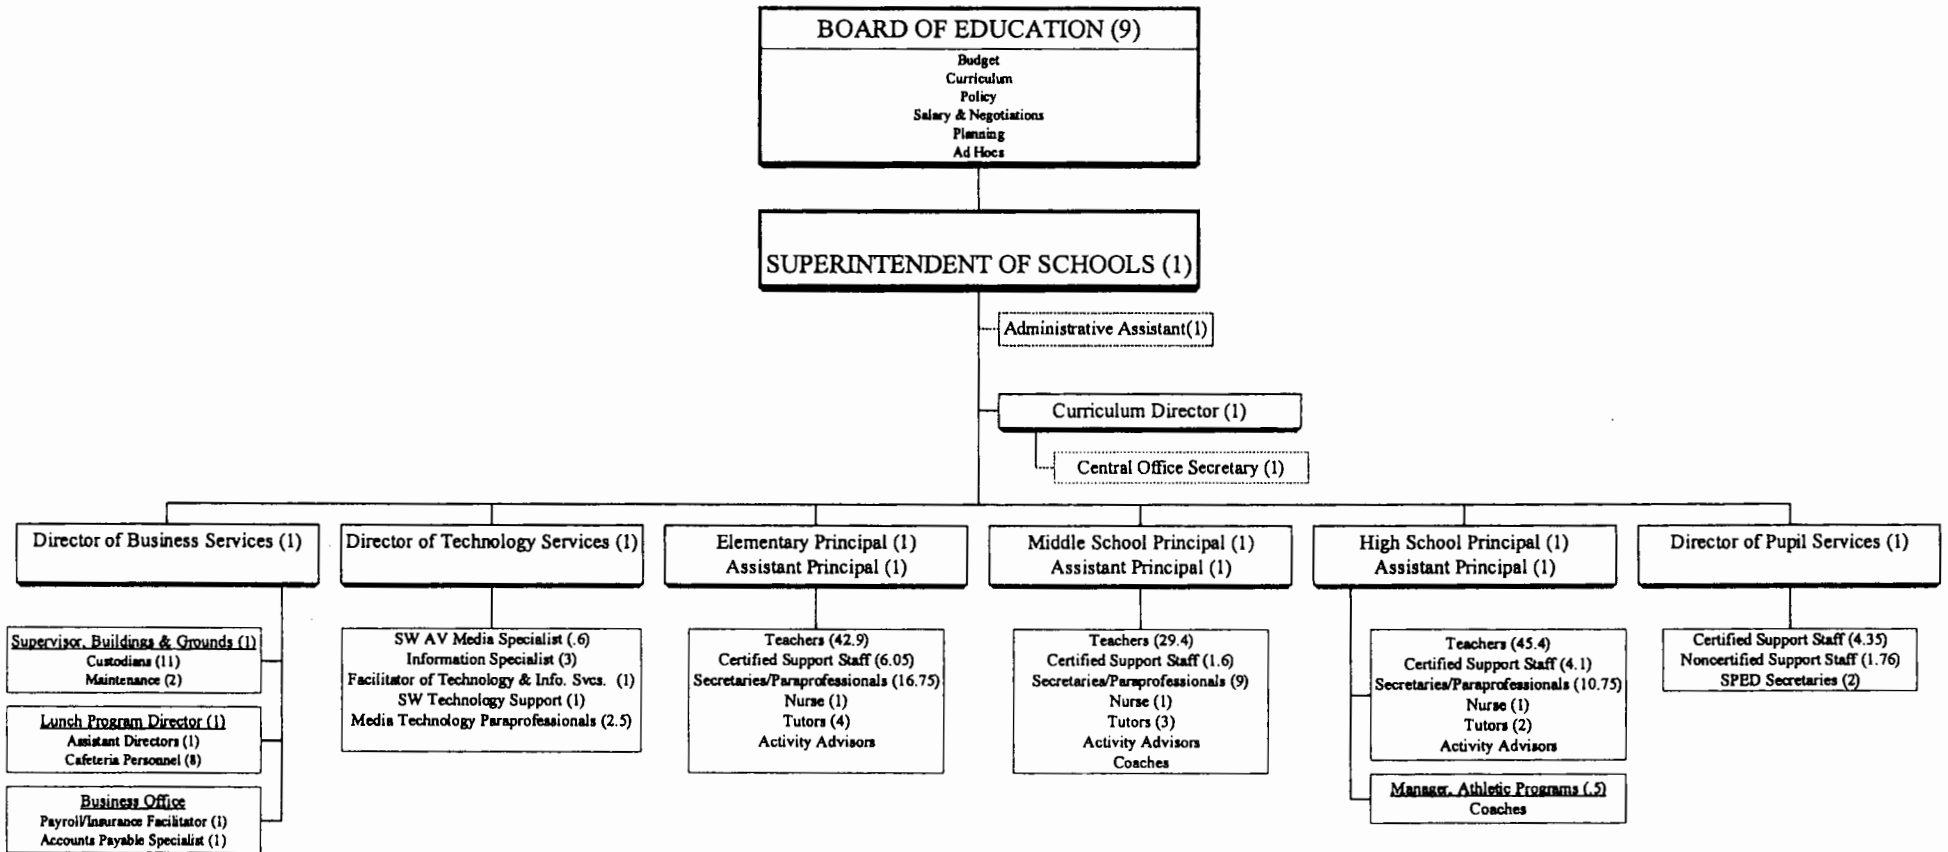 BOARD OF EDUCATION (9)
Budget
Curriculum
Policy
Salary & Negotiations
Planning
Ad Hocs
SUPERINTENDENT OF SCHOOLS (1)
Administrative Assistant(1)
Curriculum Director (1)
Central Office Secretary (1)
Director of Business Services (1)
Supervisor, Buildings & Grounds (1)
Custodians (11)
Maintenance (2)
Lunch Program Director (1)
Assistant Directors (1)
Cafeteria Personnel (8)
Business Office
Payroll/Insurance Facilitator (1)
Accounts Payable Specialist (1)
Director of Technology Services (1)
SW AV Media Specialist (.6)
Information Specialist (3)
Facilitator of Technology & Info. Svcs. (1)
SW Technology Support (1)
Media Technology Paraprofessionals (2.5)
Elementary Principal (1)
Assistant Principal (1)
Teachers (42.9)
Certified Support Staff (6.05)
Secretaries/Paraprofessionals (16.75)
Nurse (1)
Tutors (4)
Activity Advisors
Middle School Principal (1)
Assistant Principal (1)
Teachers (29.4)
Certified Support Staff (1.6)
Secretaries/Paraprofessionals (9)
Nurse (1)
Tutors (3)
Activity Advisors
Coaches
High School Principal (1)
Assistant Principal (1)
Teachers (45.4)
Certified Support Staff (4.1)
Secretaries/Paraprofessionals (10.75)
Nurse (1)
Tutors (2)
Activity Advisors
Manager, Athletic Programs (.5)
Coaches
Director of Pupil Services (1)
Certified Support Staff (4.35)
Noncertified Support Staff (1.76)
SPED Secretaries (2)